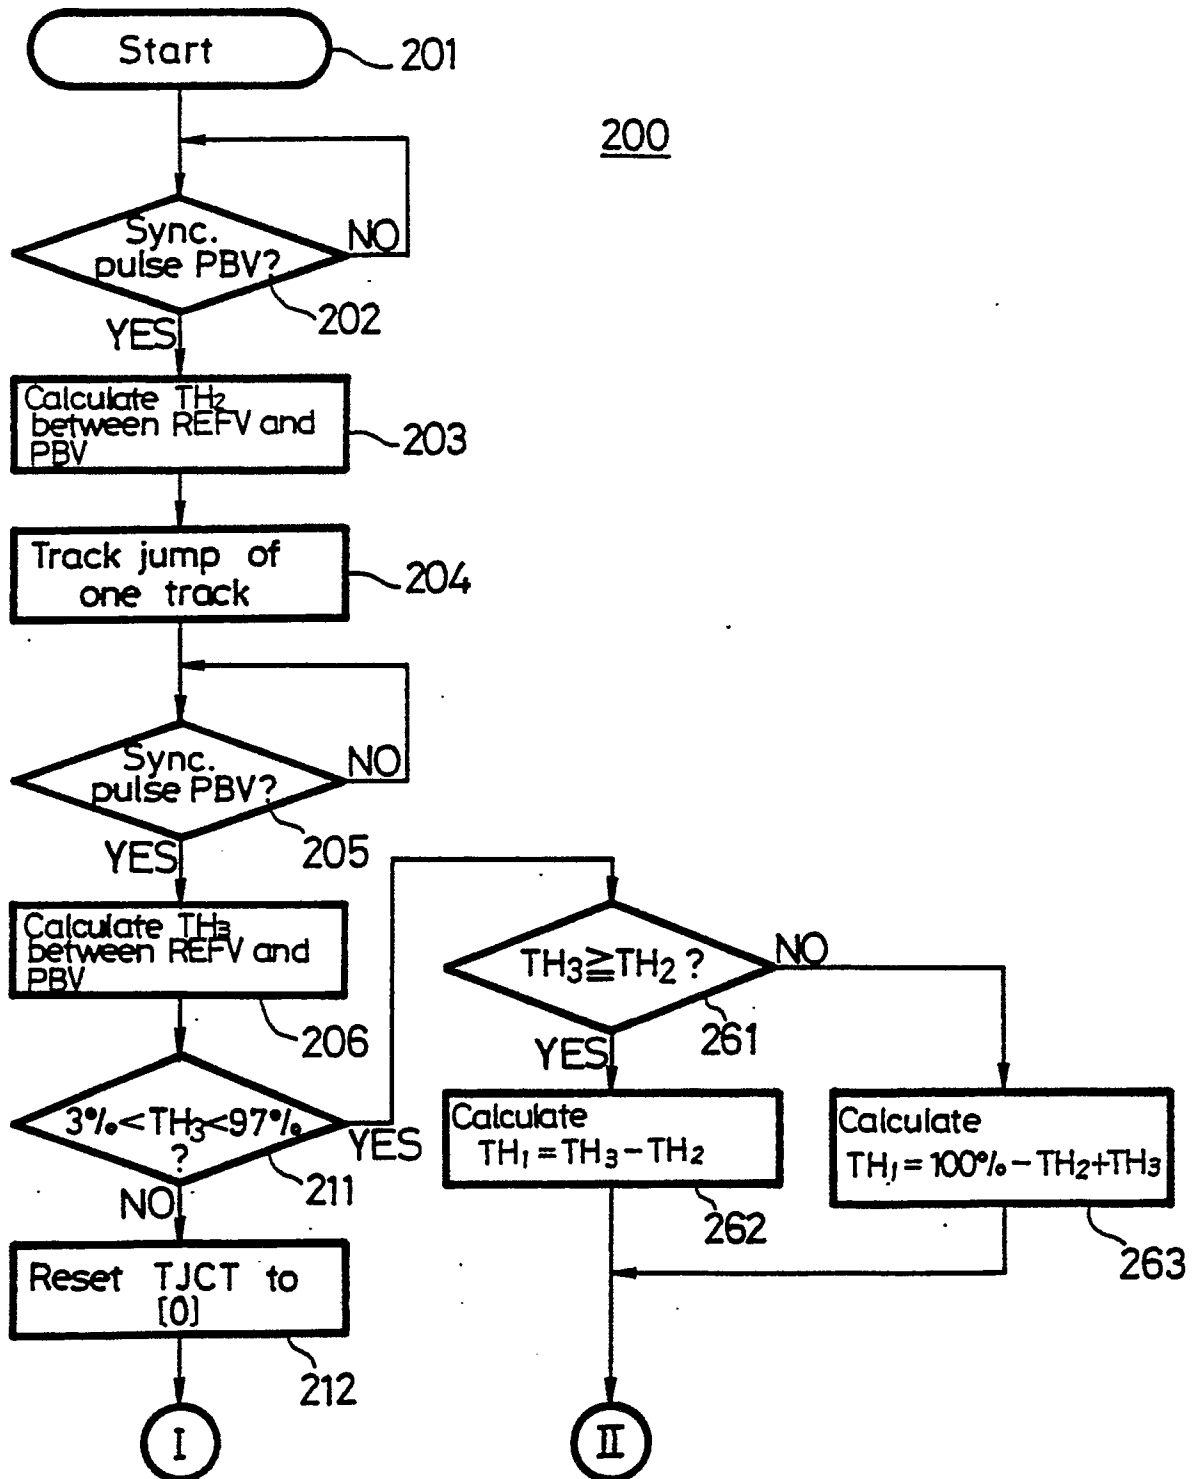 Start
201
200
Sync.
pulse PBV?
NO
202
YES
Calculate TH2
between REFV and
PBV
203
Track jump of
one track
204
Sync.
pulse PBV?
NO
205
YES
Calculate TH3
between REFV and
PBV
206
3%<TH3<97%
?
YES
211
NO
Reset TJCT to
[0]
212
I
TH3≧TH2 ?
NO
261
YES
Calculate
TH1=TH3-TH2
262
Calculate
TH1=100%-TH2+TH3
263
II